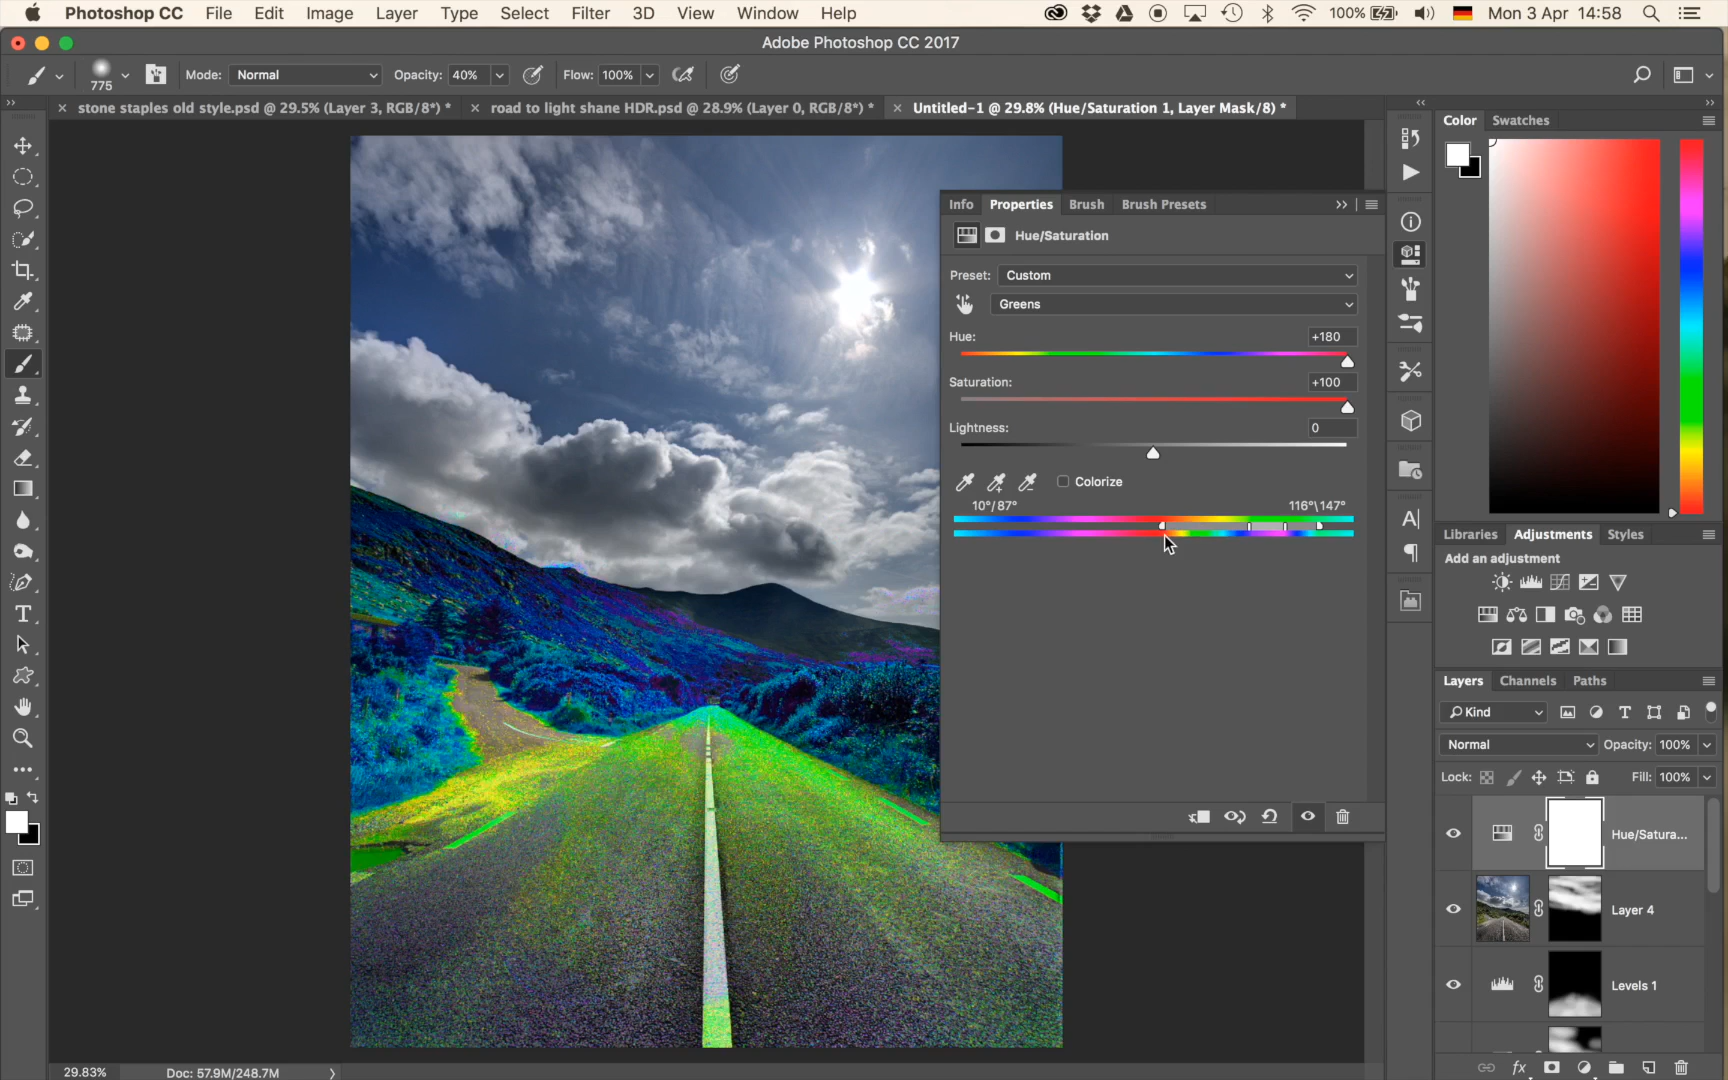 Photoshop CC File Edit Image Layer Type Select Filter 3D View Window Help 100% Mon 3 Apr 14:58
Adobe Photoshop CC 2017
775 Mode: Normal Opacity: 40% Flow: 100%
stone staples old style.psd @ 29.5% (Layer 3, RGB/8*) * road to light shane HDR.psd @ 28.9% (Layer 0, RGB/8*) * Untitled-1 @ 29.8% (Hue/Saturation 1, Layer Mask/8) *
Color Swatches
Info Properties Brush Brush Presets
Hue/Saturation
Preset: Custom
Greens
Hue: +180
Saturation: +100
Lightness: 0
Colorize
10°/87° 116°\147°
Libraries Adjustments Styles
Add an adjustment
Layers Channels Paths
Kind
Normal Opacity: 100%
Lock: Fill: 100%
Hue/Satura...
Layer 4
Levels 1
29.83% Doc: 57.9M/248.7M